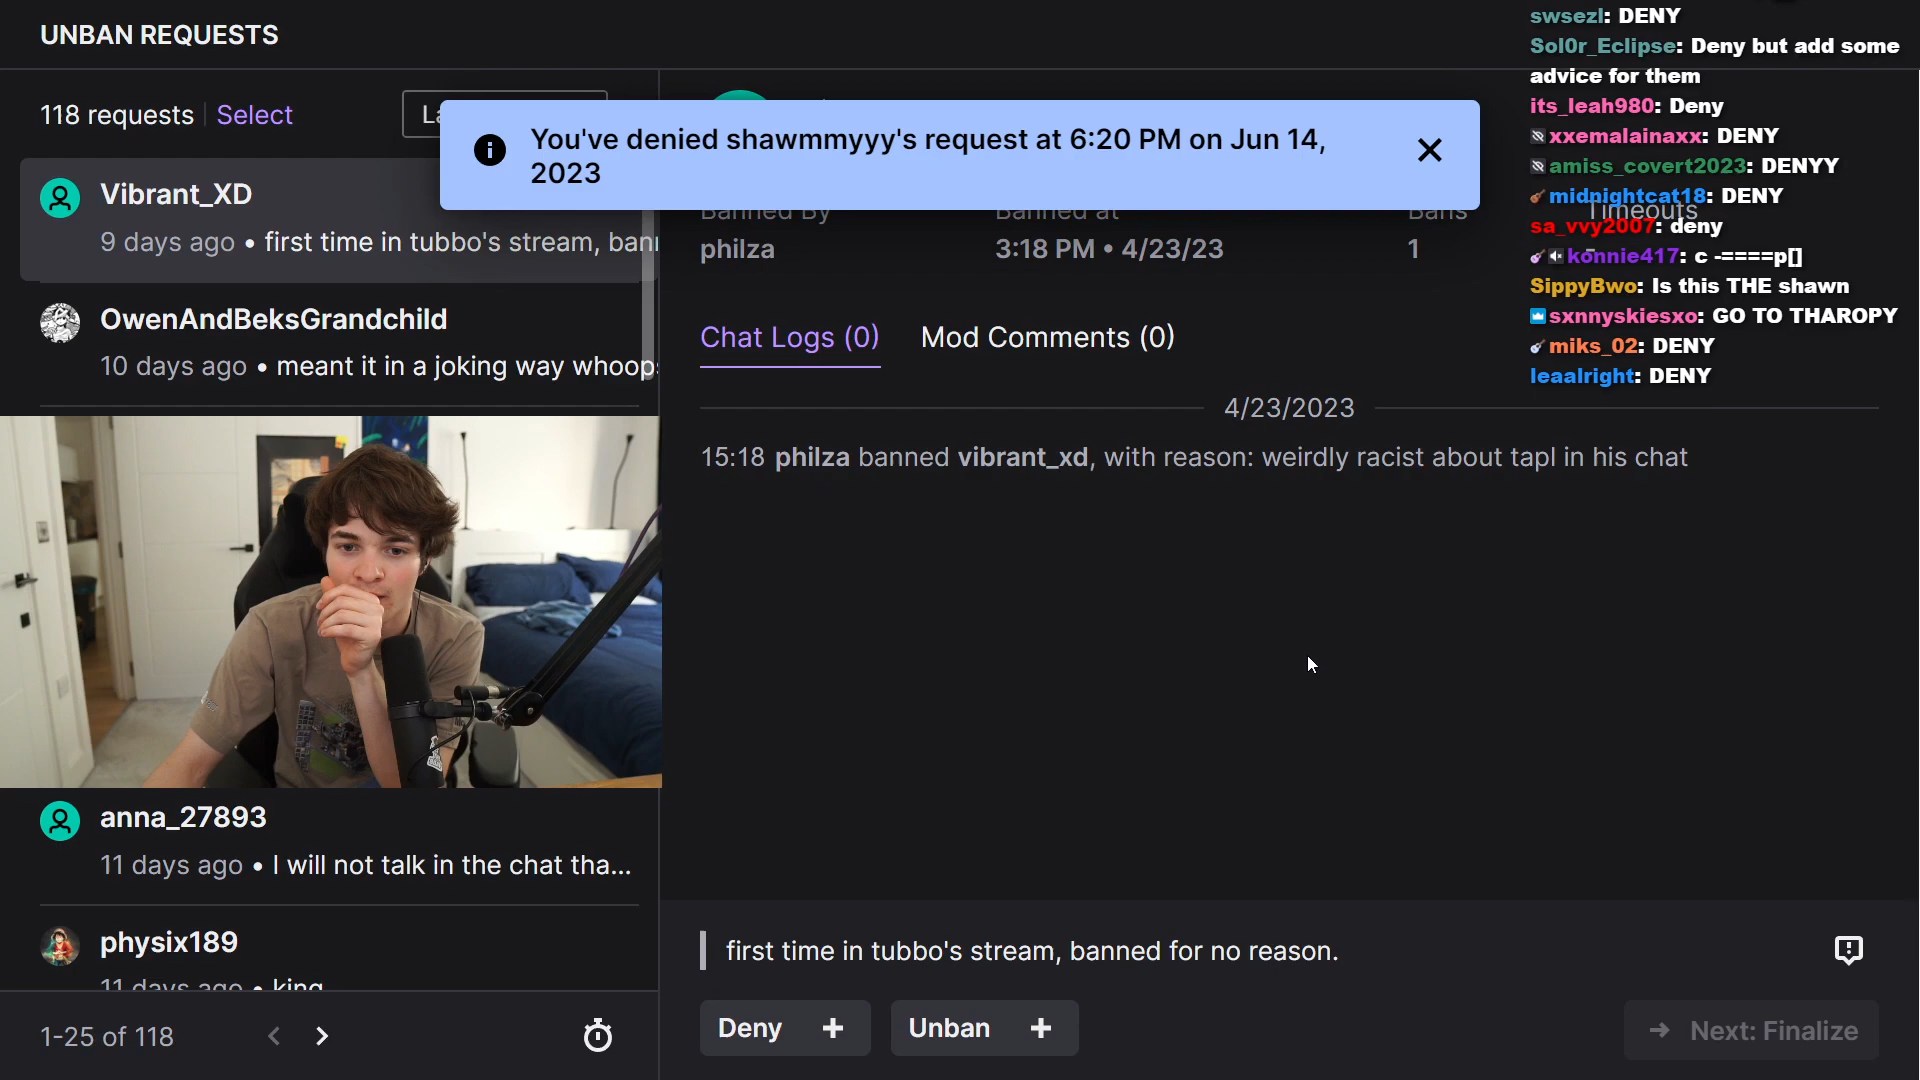 UNBAN REQUESTS
118 requests
Select
You've denied shawmmyyy's request at 6:20 PM on Jun 14,
2023
Vibrant_XD
9 days ago • first time in tubbo's stream,
OwenAndBeksGrandchild
10 days ago • meant it in a joking way
anna_27893
11 days ago • I will not talk in the chat tha...
physix189
11 days ago • king
1-25 of 118
Banned By
philza
Banned at
3:18 PM • 4/23/23
Bans
1
Timeouts
Chat Logs (0)
Mod Comments (0)
4/23/2023
15:18 philza banned vibrant_xd, with reason: weirdly racist about tapl in his chat
first time in tubbo's stream, banned for no reason.
Deny +
Unban +
Next: Finalize
swsezl: DENY
Sol0r_Eclipse: Deny but add some
advice for them
its_leah980: Deny
xxemalainaxx: DENY
amiss_covert2023: DENYY
midnightcat18: DENY
sa_vvy2007: deny
konnie417: c -====p[]
SippyBwo: Is this THE shawn
sxnnyskiesxo: GO TO THAROPY
miks_02: DENY
leaalright: DENY